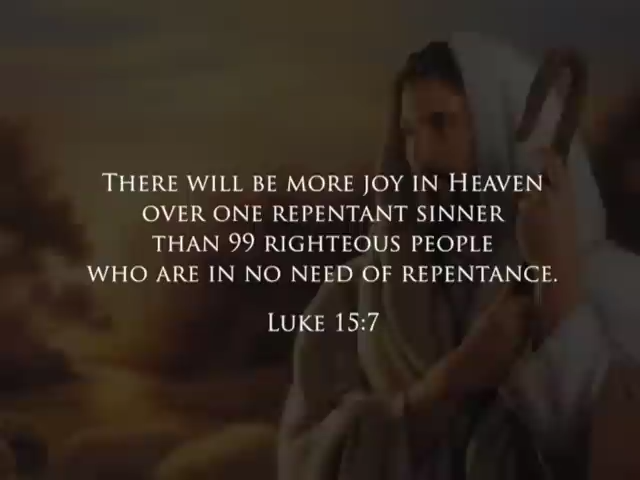 There will be more joy in Heaven
over one repentant sinner
than 99 righteous people
who are in no need of repentance.
Luke 15:7